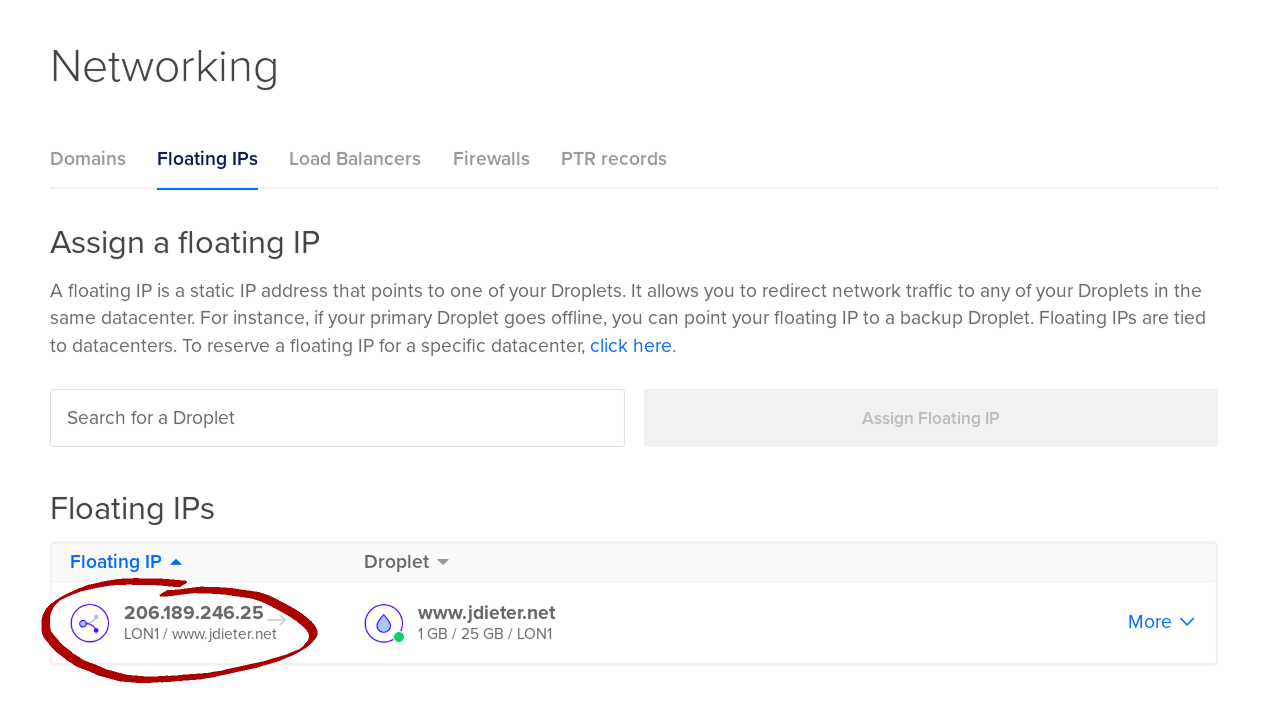 Networking
Domains Floating IPs Load Balancers Firewalls PTR records
Assign a floating IP
A floating IP is a static IP address that points to one of your Droplets. It allows you to redirect network traffic to any of your Droplets in the
same datacenter. For instance, if your primary Droplet goes offline, you can point your floating IP to a backup Droplet. Floating IPs are tied
to datacenters. To reserve a floating IP for a specific datacenter, click here.
Search for a Droplet Assign Floating IP
Floating IPs
Floating IP Droplet
206.189.246.25 www.jdieter.net More
LON1 / www.jdieter.net 1 GB / 25 GB / LON1